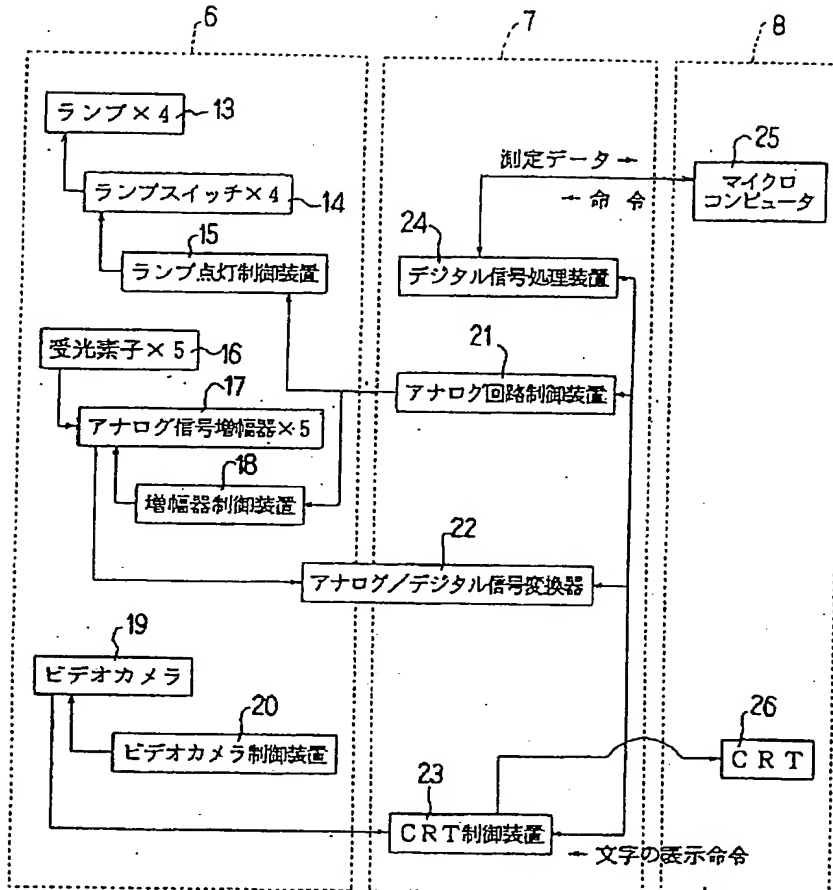 6
7
8
ランプ×4
13
ランプスイッチ×4
14
15
ランプ点灯制御装置
受光素子×5
16
17
アナログ信号増幅器×5
18
増幅器制御装置
19
ビデオカメラ
20
ビデオカメラ制御装置
測定データ→
←命令
24
デジタル信号処理装置
21
アナログ回路制御装置
22
アナログ/デジタル信号変換器
23
CRT制御装置
←文字の表示命令
25
マイクロ
コンピュータ
26
CRT